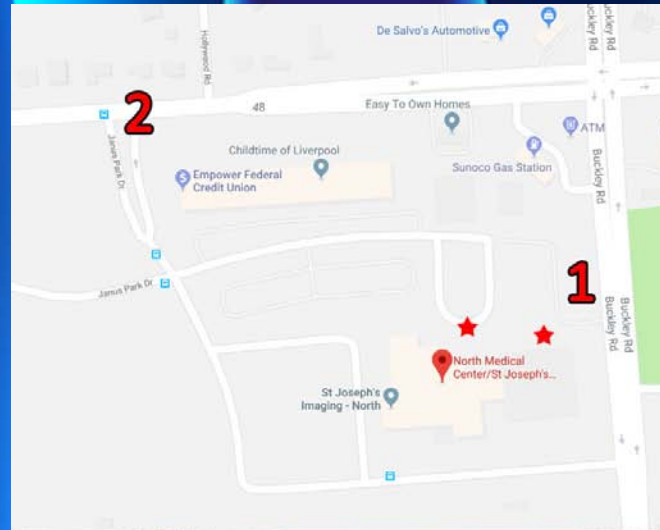 De Salvo's Automotive
Buckley Rd
Buckley Rd
Hollywood Rd
2
48
Easy To Own Homes
ATM
Janus Park Dr
Childtime of Liverpool
Empower Federal
Credit Union
Sunoco Gas Station
Buckley Rd
Janus Park Dr
1
Buckley Rd
Buckley Rd
North Medical
Center/St Joseph's...
St Joseph's
Imaging - North